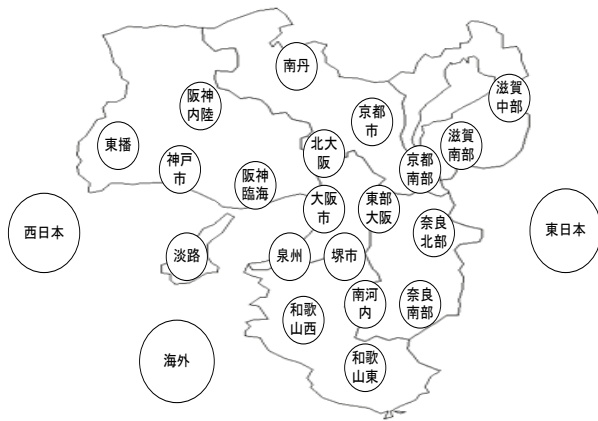 南丹
滋賀
中部
阪神
内陸
京都
市
東播
北大
阪
滋賀
南部
神戸
市
京都
南部
阪神
臨海
大阪
市
東部
大阪
西日本
奈良
北部
東日本
淡路
泉州
堺市
南河
内
奈良
南部
和歌
山西
海外
和歌
山東